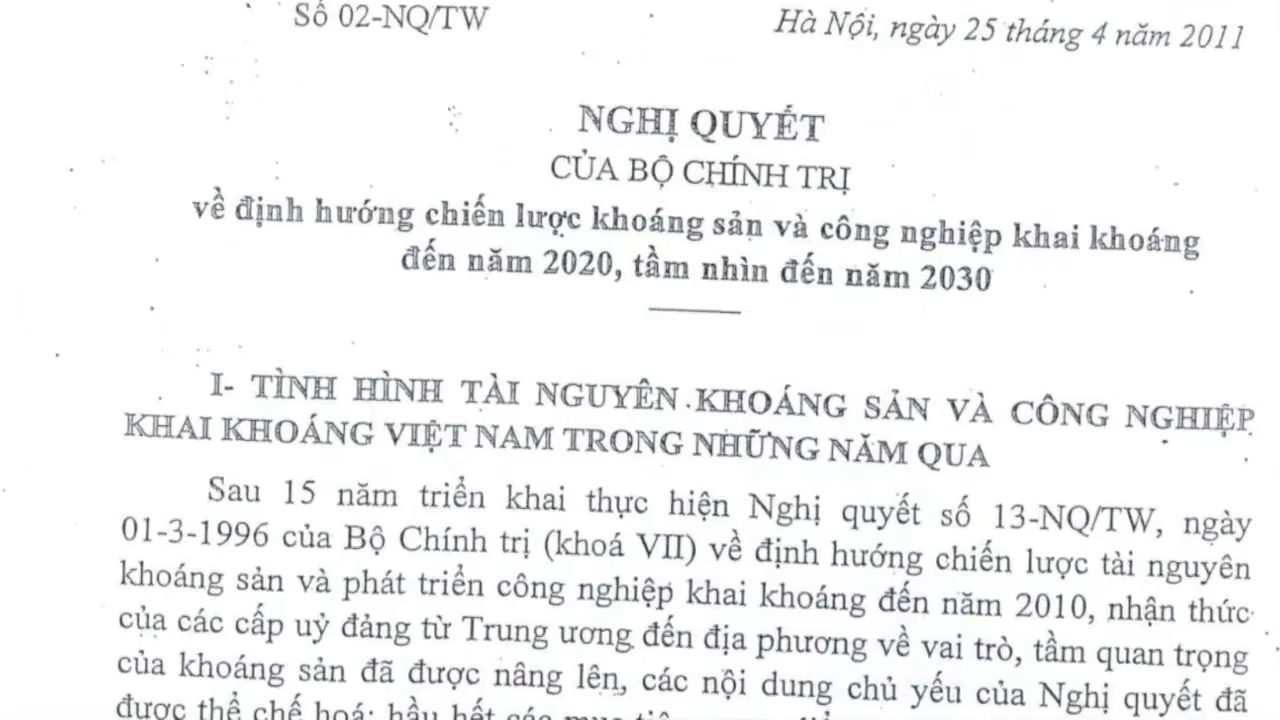 Số 02-NQ/TW
Hà Nội, ngày 25 tháng 4 năm 2011
NGHỊ QUYẾT
CỦA BỘ CHÍNH TRỊ
về định hướng chiến lược khoáng sản và công nghiệp khai khoáng
đến năm 2020, tầm nhìn đến năm 2030
I- TÌNH HÌNH TÀI NGUYÊN KHOÁNG SẢN VÀ CÔNG NGHIỆP
KHAI KHOÁNG VIỆT NAM TRONG NHỮNG NĂM QUA
Sau 15 năm triển khai thực hiện Nghị quyết số 13-NQ/TW, ngày
01-3-1996 của Bộ Chính trị (khoá VII) về định hướng chiến lược tài nguyên
khoáng sản và phát triển công nghiệp khai khoáng đến năm 2010, nhận thức
của các cấp uỷ đảng từ Trung ương đến địa phương về vai trò, tầm quan trọng
của khoáng sản đã được nâng lên, các nội dung chủ yếu của Nghị quyết đã
được thể chế hoá; hầu hết các